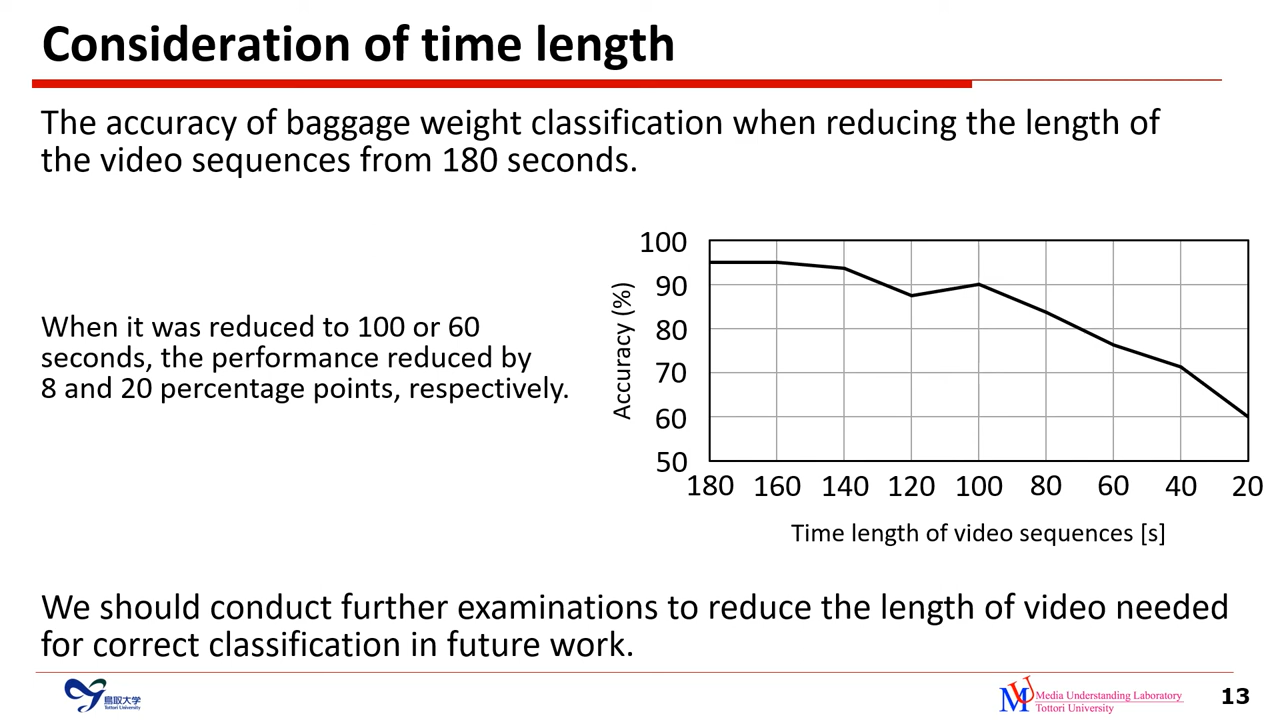 Consideration of time length
The accuracy of baggage weight classification when reducing the length of
the video sequences from 180 seconds.
When it was reduced to 100 or 60
seconds, the performance reduced by
8 and 20 percentage points, respectively.
Accuracy (%)
100
90
80
70
60
50
180 160 140 120 100 80 60 40 20
Time length of video sequences [s]
We should conduct further examinations to reduce the length of video needed
for correct classification in future work.
鳥取大学
Tottori University
MU
Media Understanding Laboratory
Tottori University
13